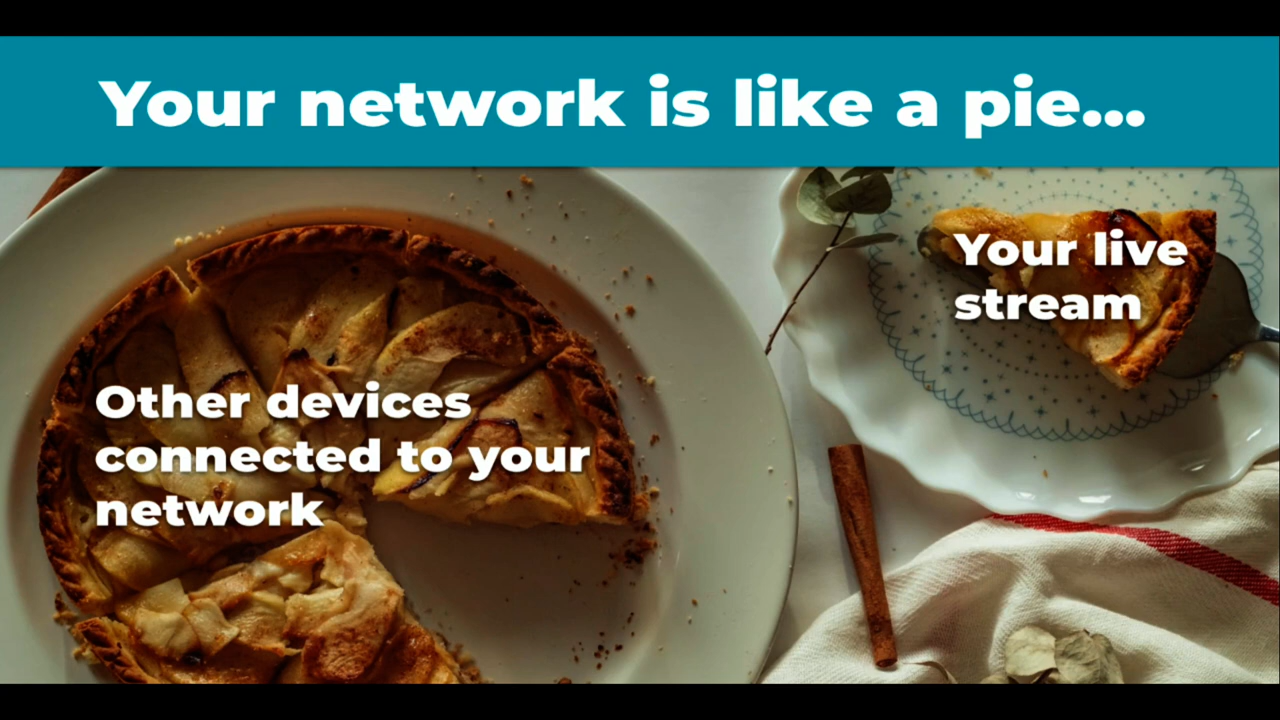 Your network is like a pie...
Your live
stream
Other devices
connected to your
network